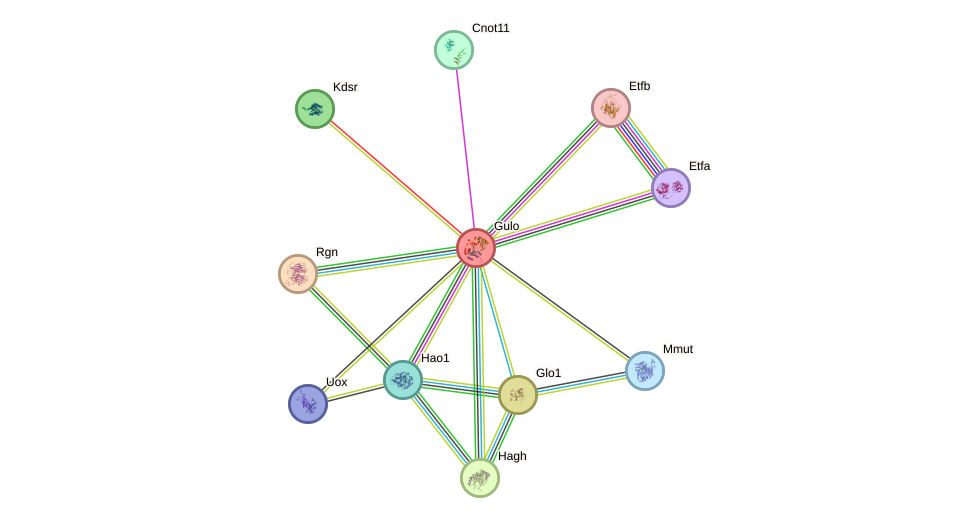 Cnot11
Kdsr
Etfb
Etfa
Gulo
Rgn
Mmut
Hao1
Glo1
Uox
Hagh